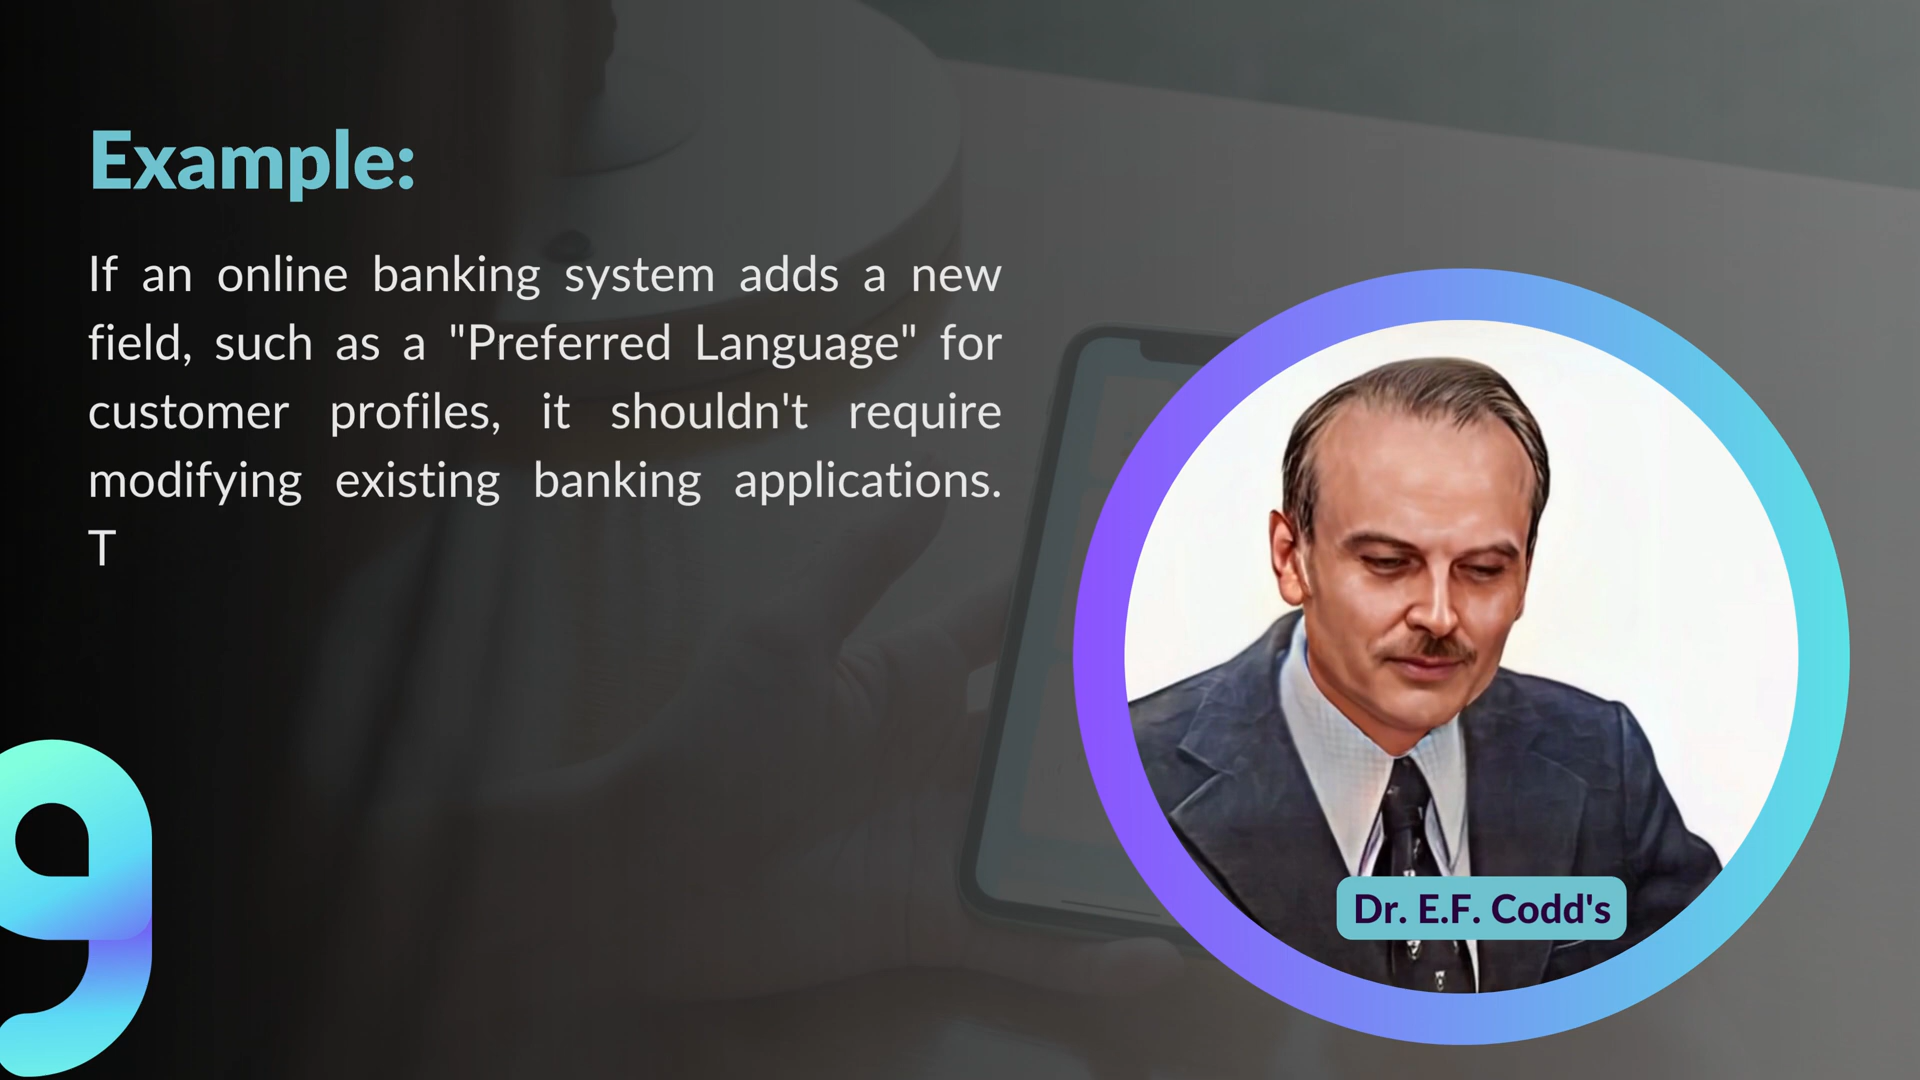 Example:
If an online banking system adds a new
field, such as a "Preferred Language" for
customer profiles, it shouldn't require
modifying existing banking applications.
T
9
Dr. E.F. Codd's